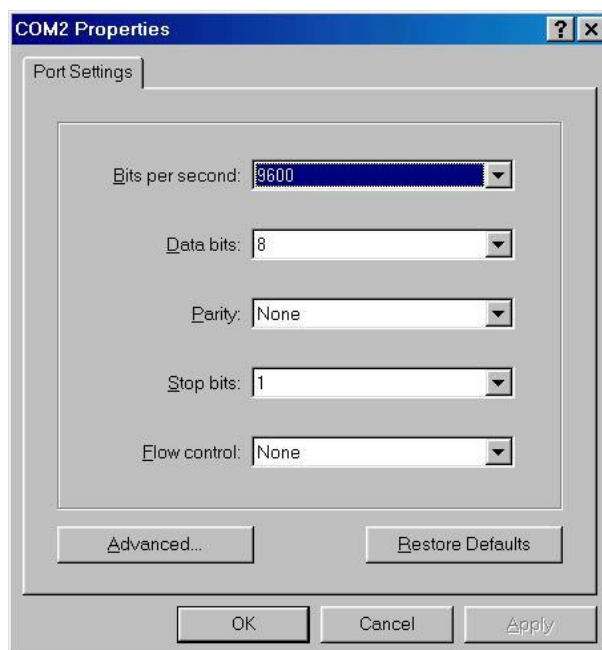 COM2 Properties
Port Settings
Bits per second: 9600
Data bits: 8
Parity: None
Stop bits: 1
Flow control: None
Advanced... Restore Defaults
OK Cancel Apply